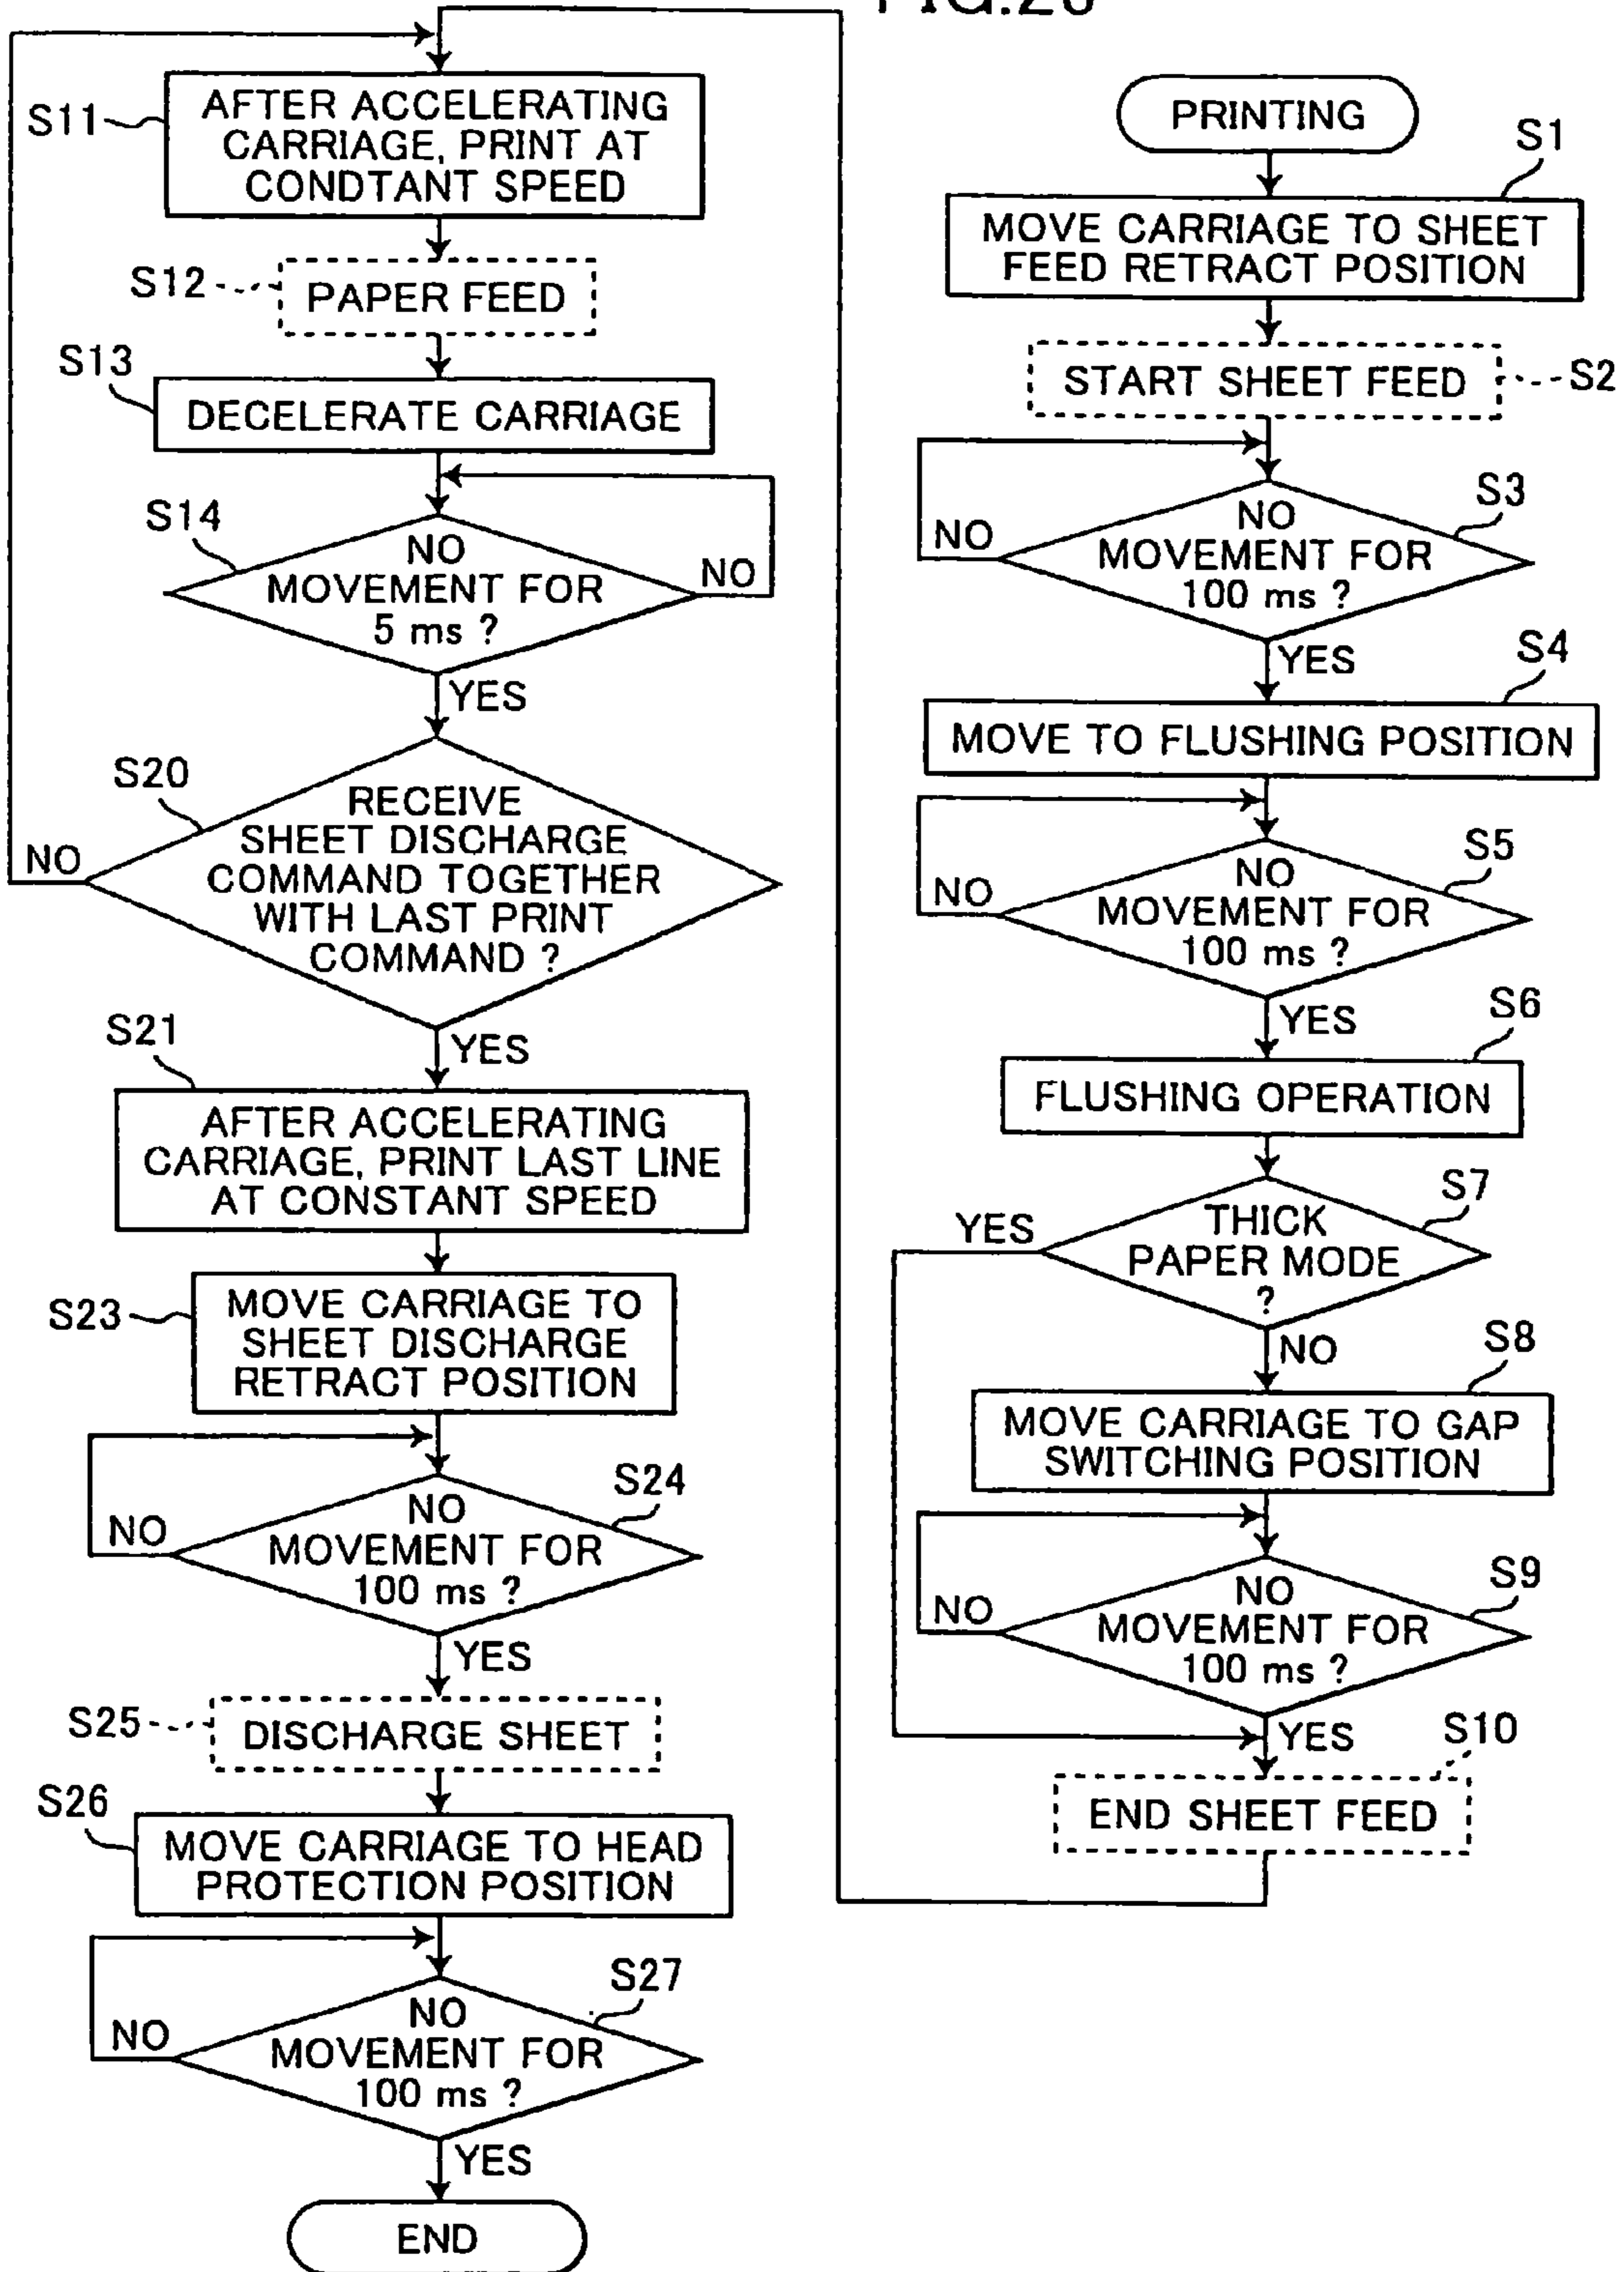 S11
AFTER ACCELERATING
CARRIAGE, PRINT AT
CONDTANT SPEED
S12
PAPER FEED
S13
DECELERATE CARRIAGE
S14
NO
MOVEMENT FOR
5 ms ?
NO
YES
S20
RECEIVE
SHEET DISCHARGE
COMMAND TOGETHER
WITH LAST PRINT
COMMAND ?
NO
YES
S21
AFTER ACCELERATING
CARRIAGE, PRINT LAST LINE
AT CONSTANT SPEED
S23
MOVE CARRIAGE TO
SHEET DISCHARGE
RETRACT POSITION
S24
NO
MOVEMENT FOR
100 ms ?
NO
YES
S25
DISCHARGE SHEET
S26
MOVE CARRIAGE TO HEAD
PROTECTION POSITION
S27
NO
MOVEMENT FOR
100 ms ?
NO
YES
END
PRINTING
S1
MOVE CARRIAGE TO SHEET
FEED RETRACT POSITION
START SHEET FEED
S2
S3
NO
MOVEMENT FOR
100 ms ?
NO
YES
S4
MOVE TO FLUSHING POSITION
S5
NO
MOVEMENT FOR
100 ms ?
NO
YES
S6
FLUSHING OPERATION
S7
THICK
PAPER MODE
?
YES
NO
S8
MOVE CARRIAGE TO GAP
SWITCHING POSITION
S9
NO
MOVEMENT FOR
100 ms ?
NO
YES
S10
END SHEET FEED